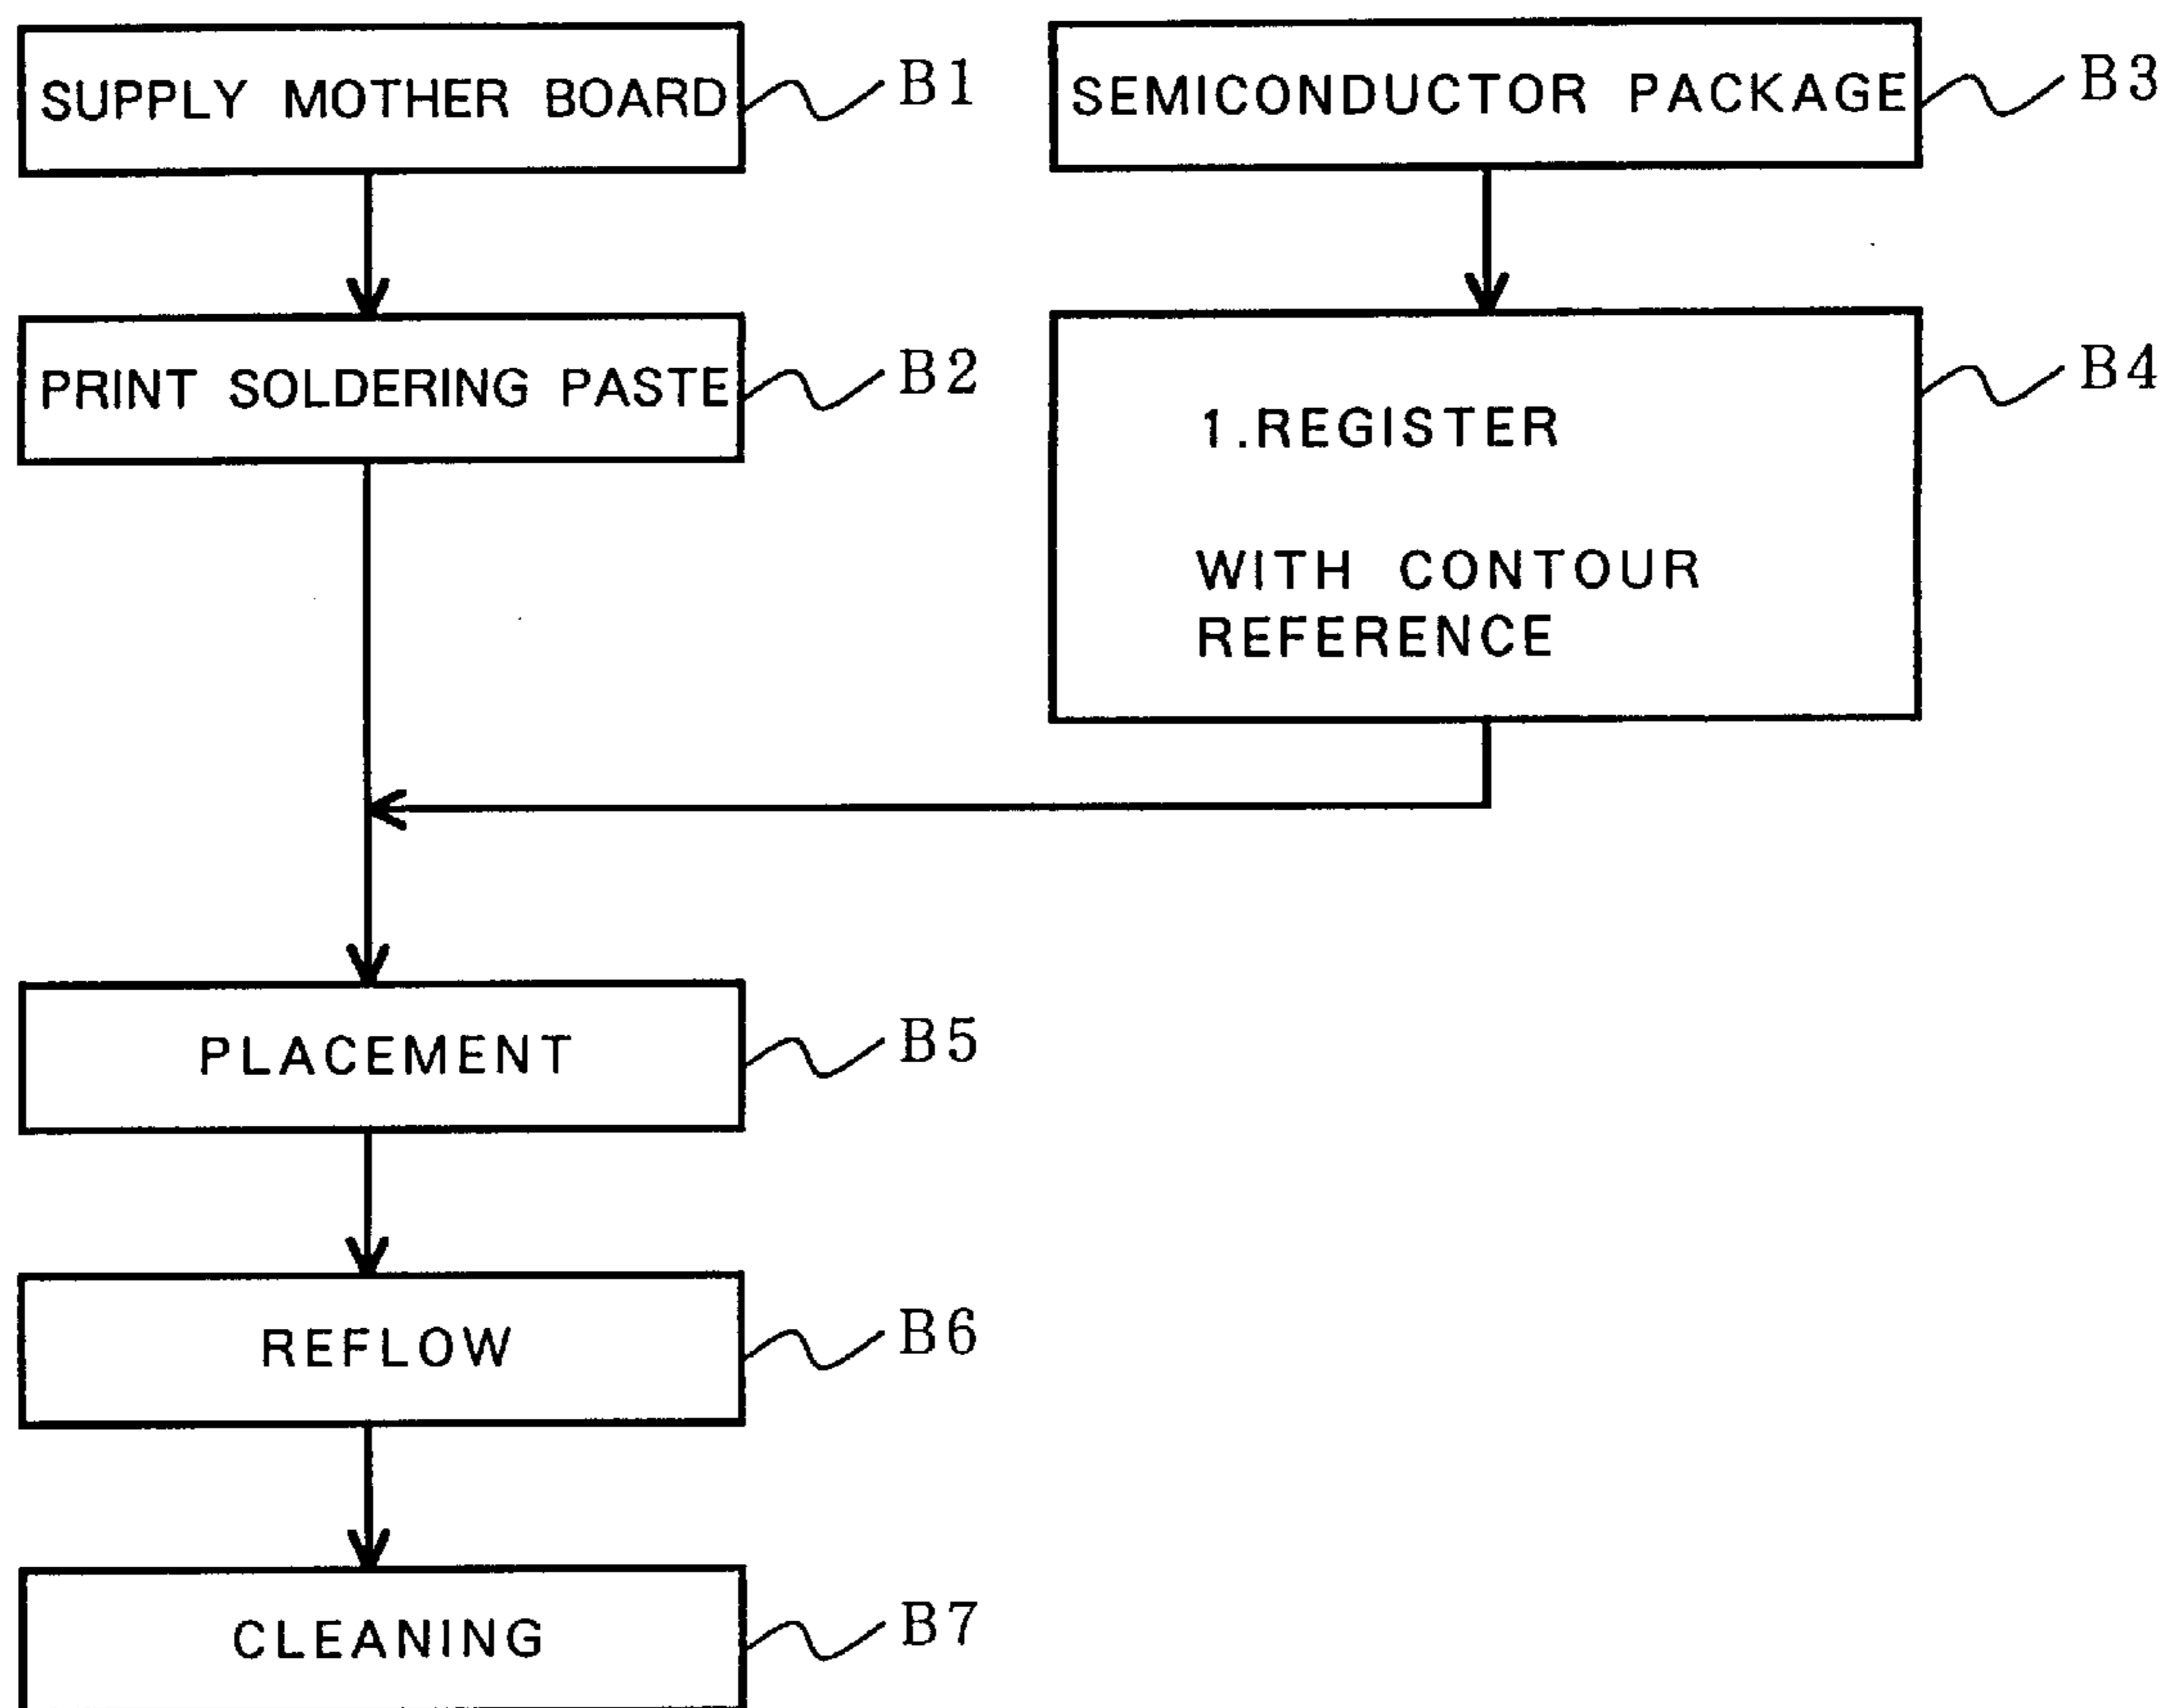 SUPPLY MOTHER BOARD
B1
SEMICONDUCTOR PACKAGE
B3
PRINT SOLDERING PASTE
B2
1.REGISTER
WITH CONTOUR
REFERENCE
B4
PLACEMENT
B5
REFLOW
B6
CLEANING
B7